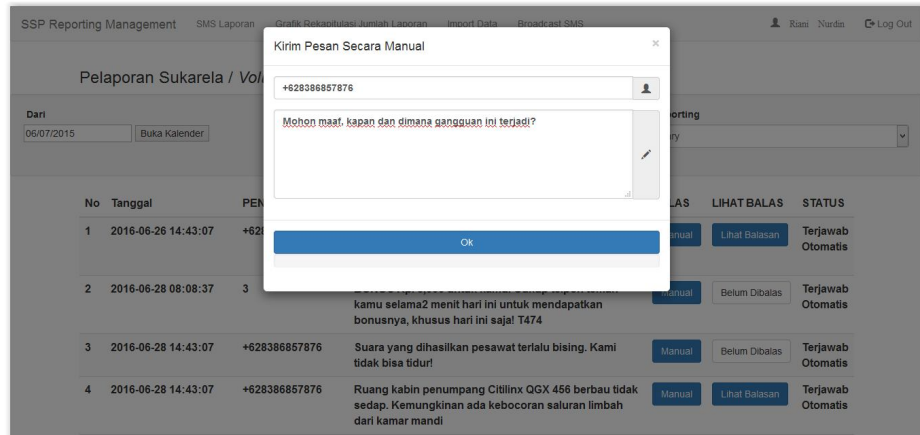 SSP Reporting Management SMS Laporan Grafik Rekapitulasi Jumlah Laporan Import Data Broadcast SMS Riani Nurdin Log Out
Kirim Pesan Secara Manual ×
Pelaporan Sukarela /
+628386857876
Dari
06/07/2015 Buka Kalender
Mohon maaf, kapan dan dimana gangguan ini terjadi?
No Tanggal LIHAT BALAS STATUS
Ok
1 2016-06-26 14:43:07 Lihat Balasan Terjawab
Otomatis
2 2016-06-28 08:08:37 3 Manual Belum Dibalas Terjawab
kamu selama2 menit hari ini untuk mendapatkan Otomatis
bonusnya, khusus hari ini saja! T474
3 2016-06-28 14:43:07 +628386857876 Suara yang dihasilkan pesawat terlalu bising. Kami Manual Belum Dibalas Terjawab
tidak bisa tidur! Otomatis
4 2016-06-28 14:43:07 +628386857876 Ruang kabin penumpang Citilinx QGX 456 berbau tidak Manual Lihat Balasan Terjawab
sedap. Kemungkinan ada kebocoran saluran limbah Otomatis
dari kamar mandi